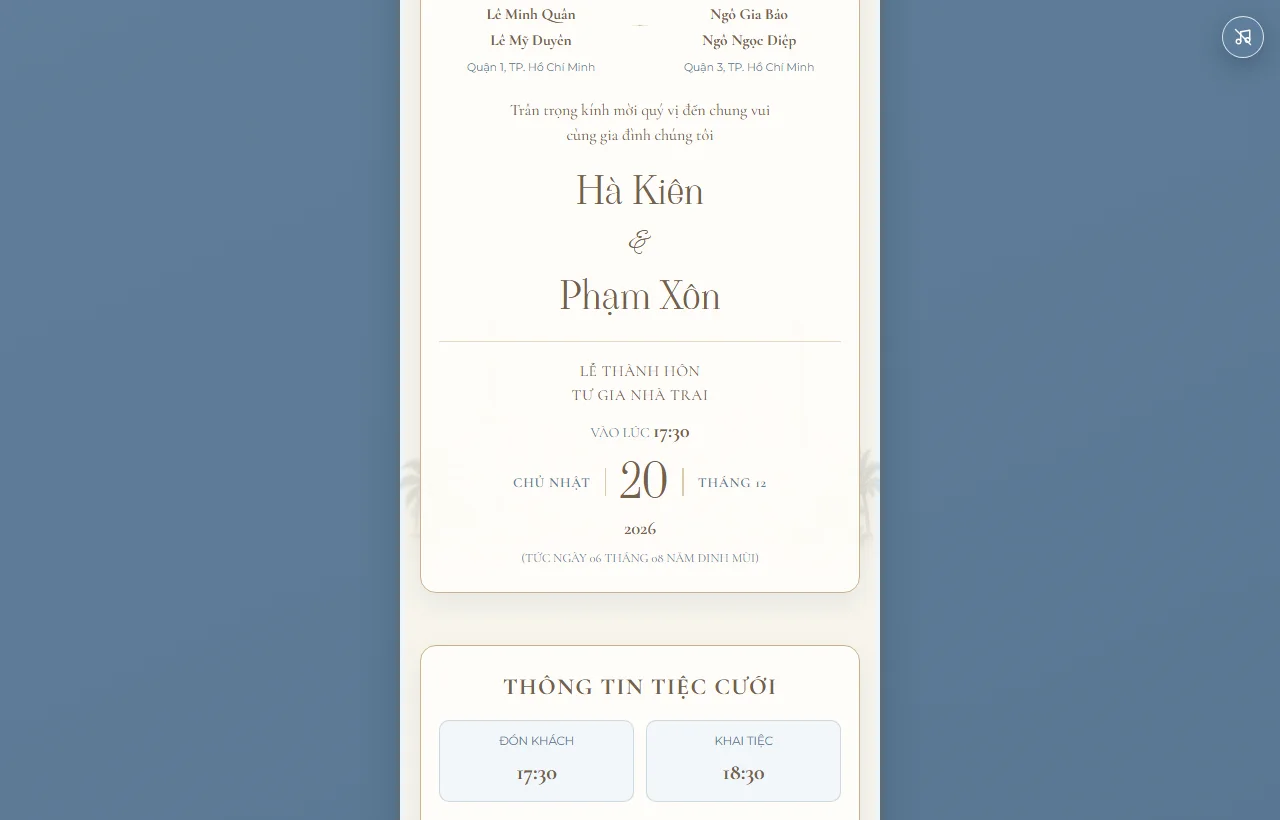 Lê Minh Quân
Lê Mỹ Duyên
Quận 1, TP. Hồ Chí Minh
Ngô Gia Bảo
Ngô Ngọc Diệp
Quận 3, TP. Hồ Chí Minh
Trân trọng kính mời quý vị đến chung vui
cùng gia đình chúng tôi
Hà Kiên
&
Phạm Xôn
LỄ THÀNH HÔN
TƯ GIA NHÀ TRAI
VÀO LÚC 17:30
CHỦ NHẬT 20 THÁNG 12
2026
(TỨC NGÀY 06 THÁNG 08 NĂM ĐINH MÙI)
THÔNG TIN TIỆC CƯỚI
ĐÓN KHÁCH
17:30
KHAI TIỆC
18:30